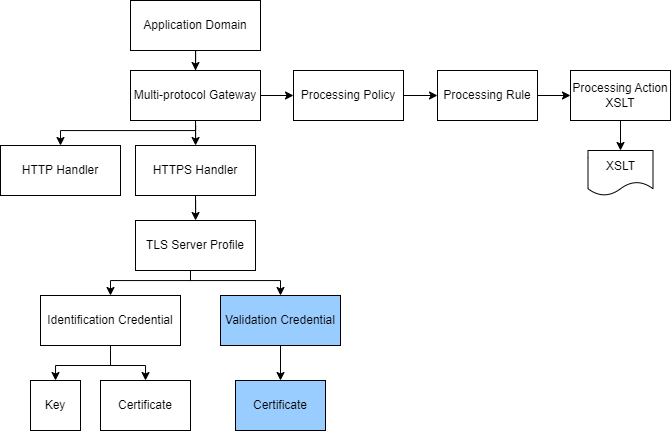 Application Domain
Multi-protocol Gateway
Processing Policy
Processing Rule
Processing Action
XSLT
HTTP Handler
HTTPS Handler
XSLT
TLS Server Profile
Identification Credential
Validation Credential
Key
Certificate
Certificate